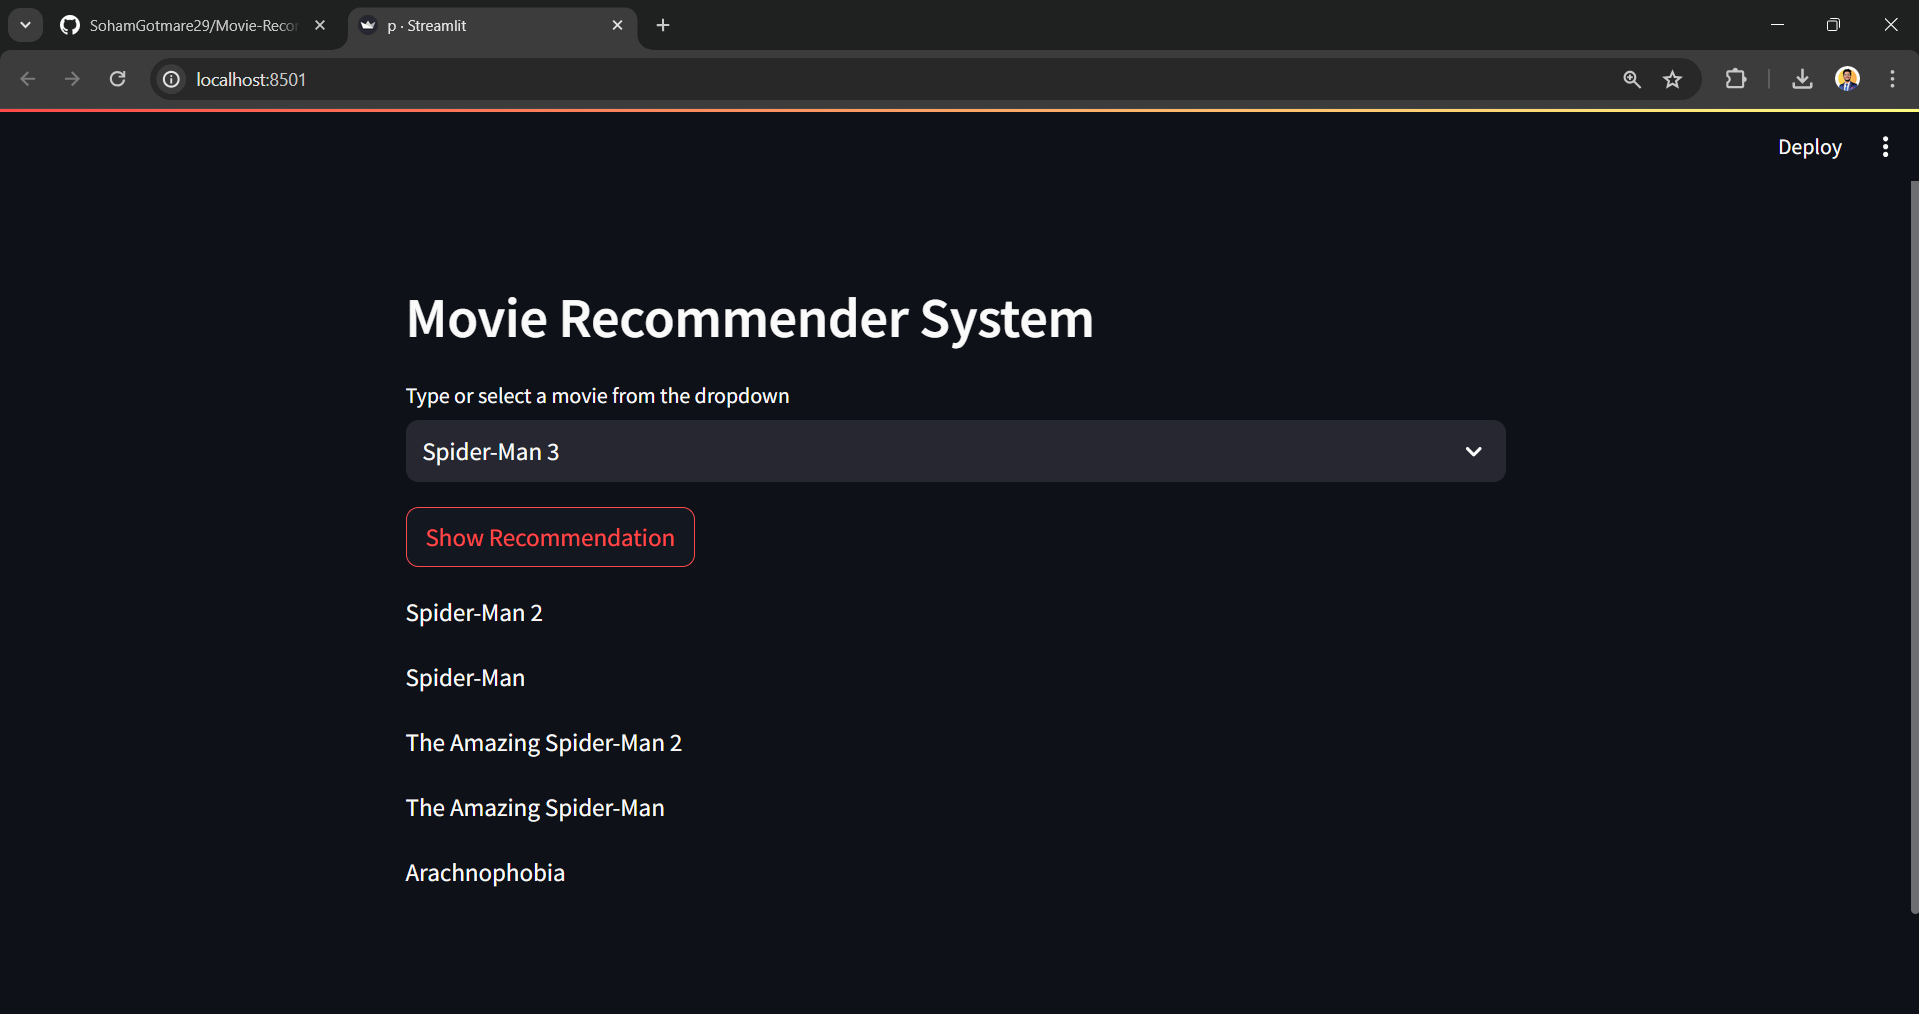 SohamGotmare29/Movie-Recor
p · Streamlit
localhost:8501
Deploy
Movie Recommender System
Type or select a movie from the dropdown
Spider-Man 3
Show Recommendation
Spider-Man 2
Spider-Man
The Amazing Spider-Man 2
The Amazing Spider-Man
Arachnophobia